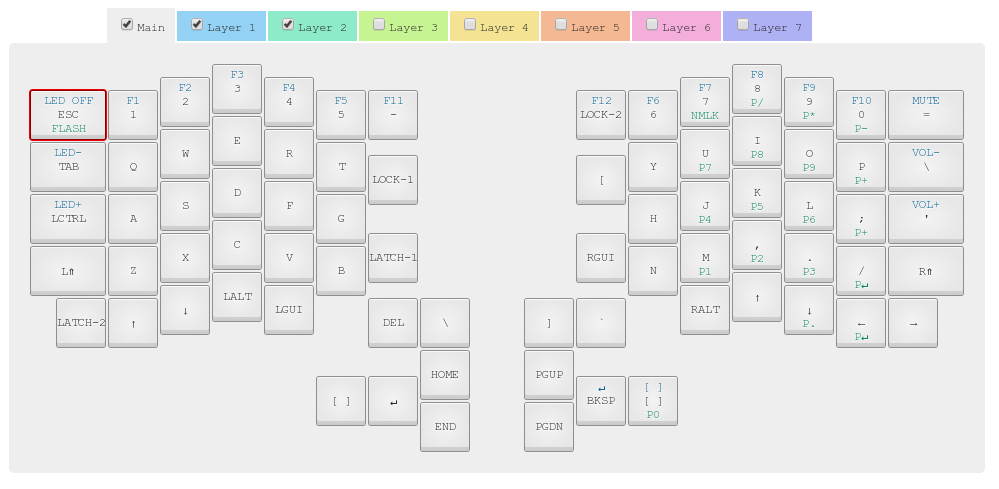 Main Layer 1 Layer 2 Layer 3 Layer 4 Layer 5 Layer 6 Layer 7
LED OFF
ESC
FLASH
F1
1
F2
2
F3
3
F4
4
F5
5
F11
-
F12
LOCK-2
F6
6
F7
7
NMLK
F8
8
P/
F9
9
P*
F10
0
P-
MUTE
=
LED-
TAB
Q
W
E
R
T
LOCK-1
[
Y
U
P7
I
P8
O
P9
P
P+
VOL-
\
LED+
LCTRL
A
S
D
F
G
H
J
P4
K
P5
L
P6
;
P+
VOL+
'
L⇑
Z
X
C
V
B
LATCH-1
RGUI
N
M
P1
,
P2
.
P3
/
P↵
R⇑
LATCH-2
↑
↓
LALT
LGUI
DEL
\
]
`
RALT
↑
↓
P.
←
P↵
→
HOME
PGUP
[ ]
↵
↵
BKSP
[ ]
[ ]
P0
END
PGDN